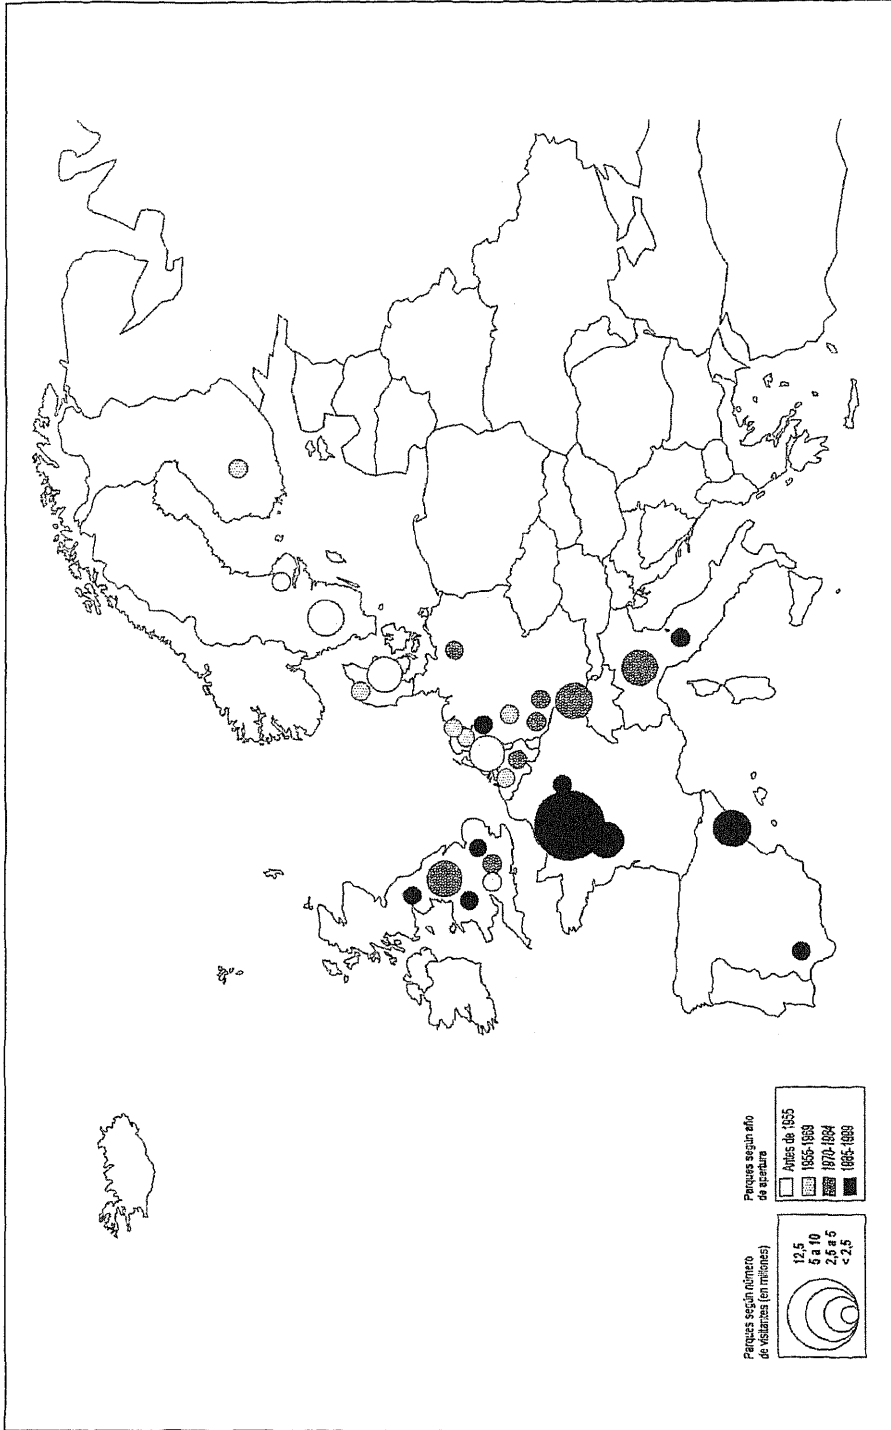 Parques según número
de visitantes (en millones)
12,5
5 a 10
2,5 a 5
< 2,5
Parques según año
de apertura
Antes de 1955
1955-1969
1970-1984
1985-1999